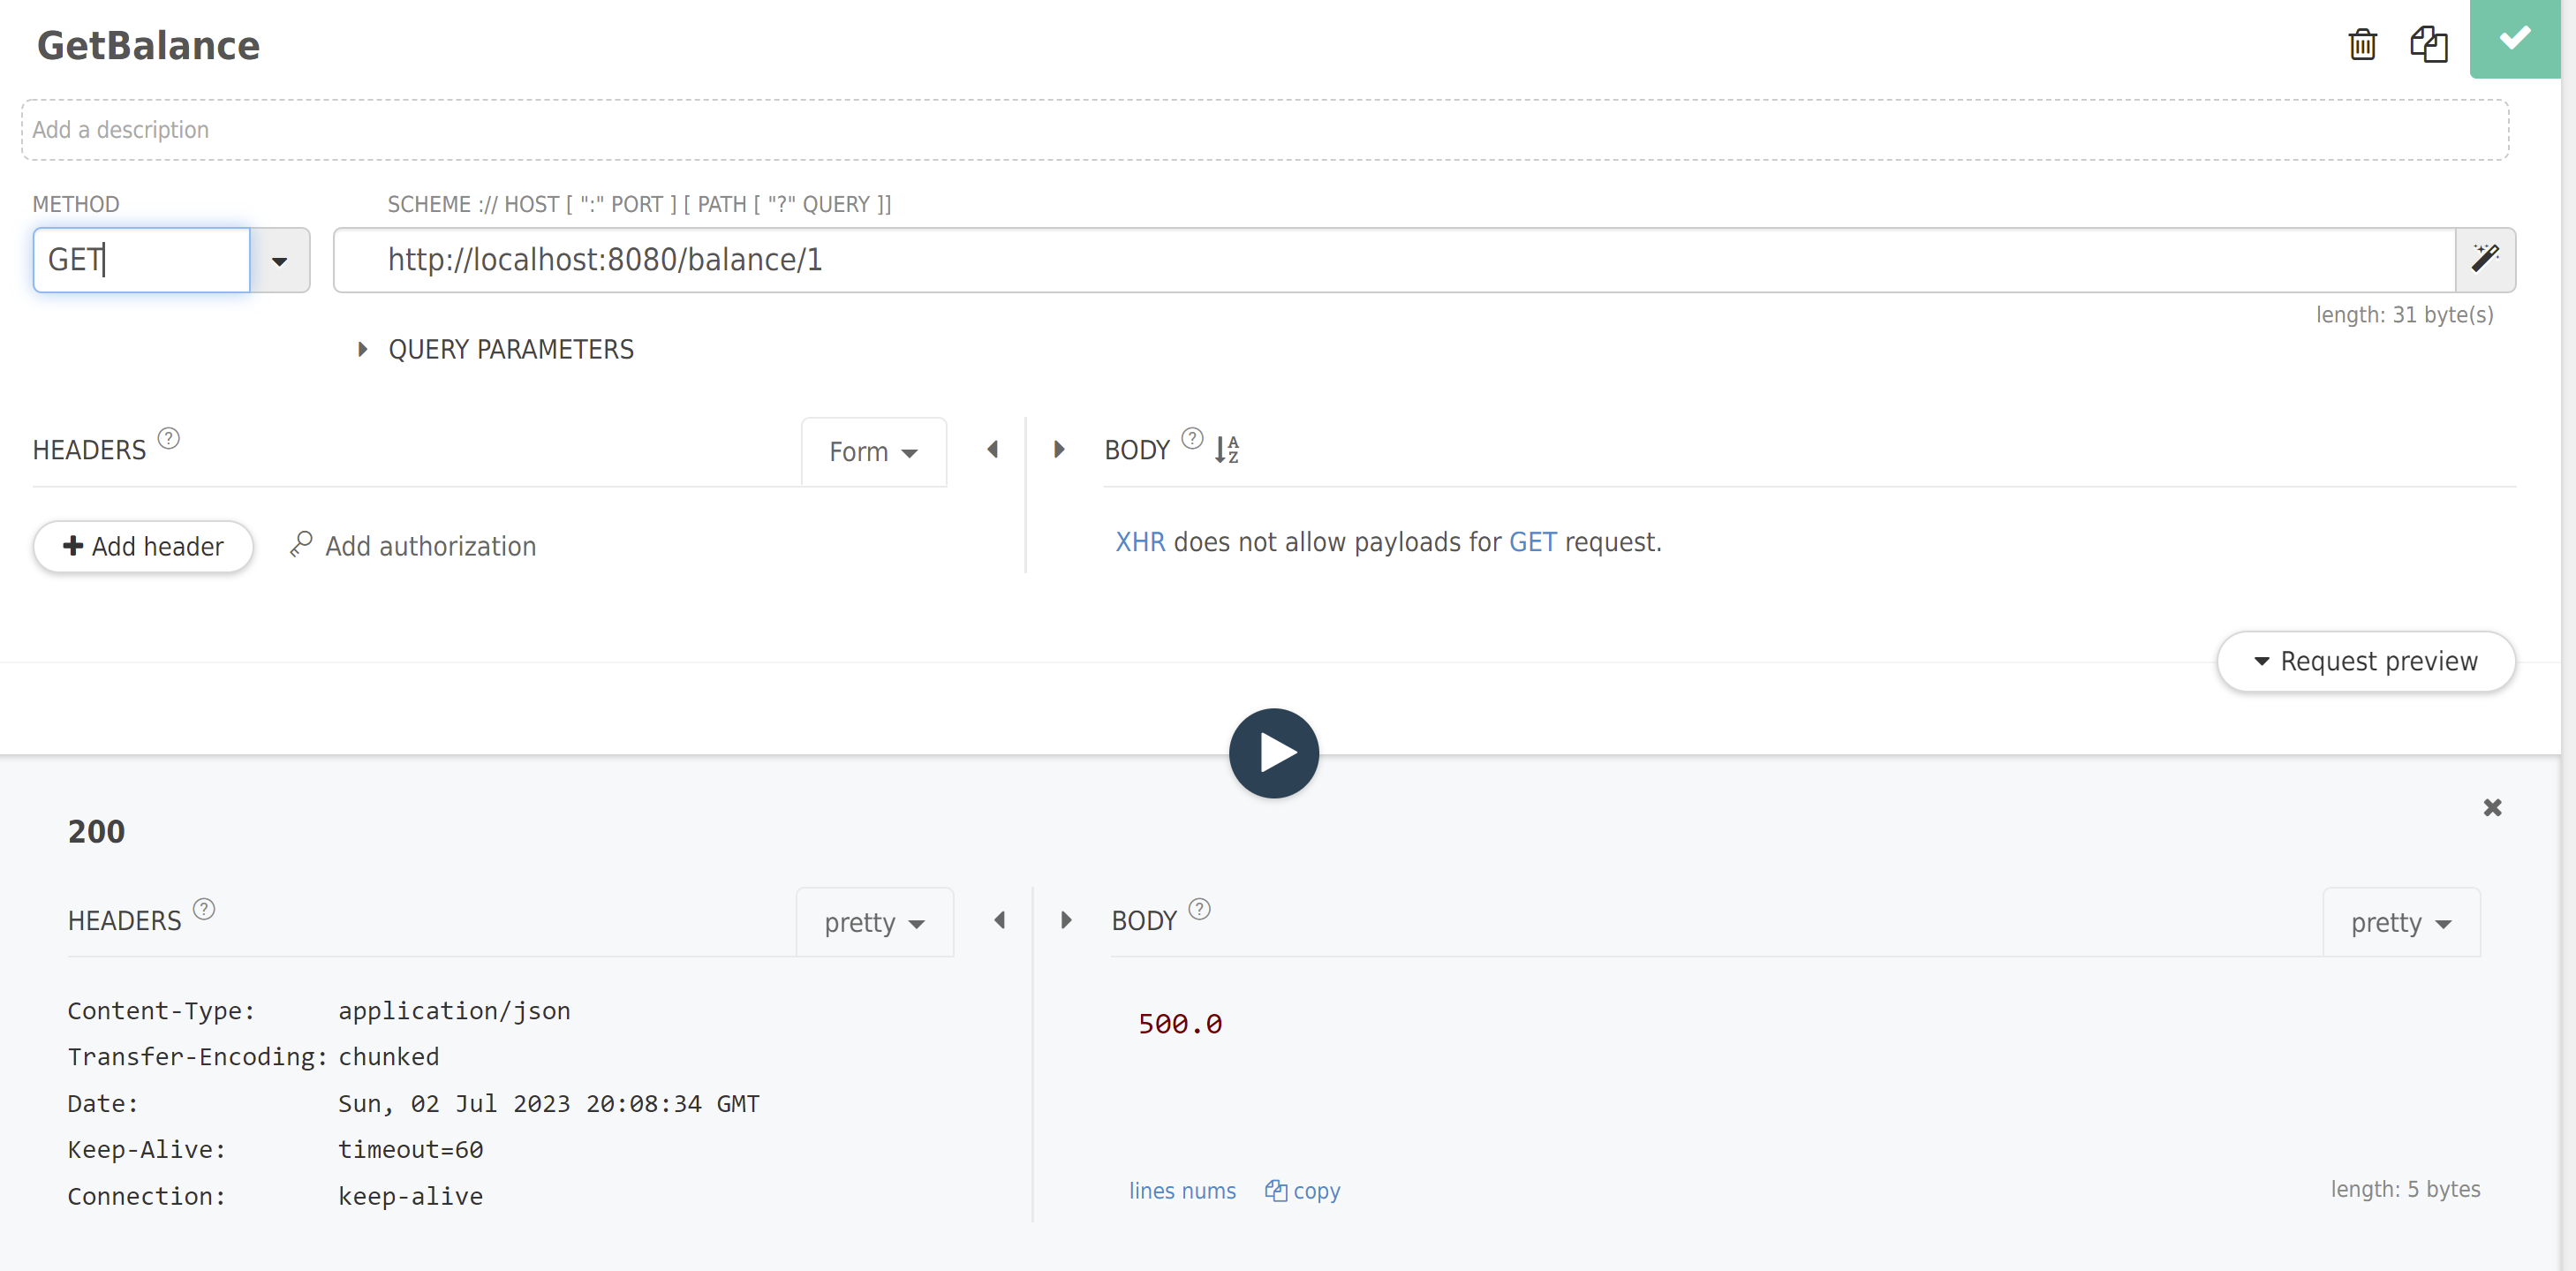 GetBalance
Add a description
METHOD
SCHEME :// HOST [ ":" PORT ] [ PATH [ "?" QUERY ]]
GET
http://localhost:8080/balance/1
length: 31 byte(s)
QUERY PARAMETERS
HEADERS ?
Form
BODY ? A Z
Add header
Add authorization
XHR does not allow payloads for GET request.
Request preview
200
HEADERS ?
pretty
BODY ?
pretty
Content-Type: application/json
Transfer-Encoding: chunked
Date: Sun, 02 Jul 2023 20:08:34 GMT
Keep-Alive: timeout=60
Connection: keep-alive
500.0
lines nums
copy
length: 5 bytes